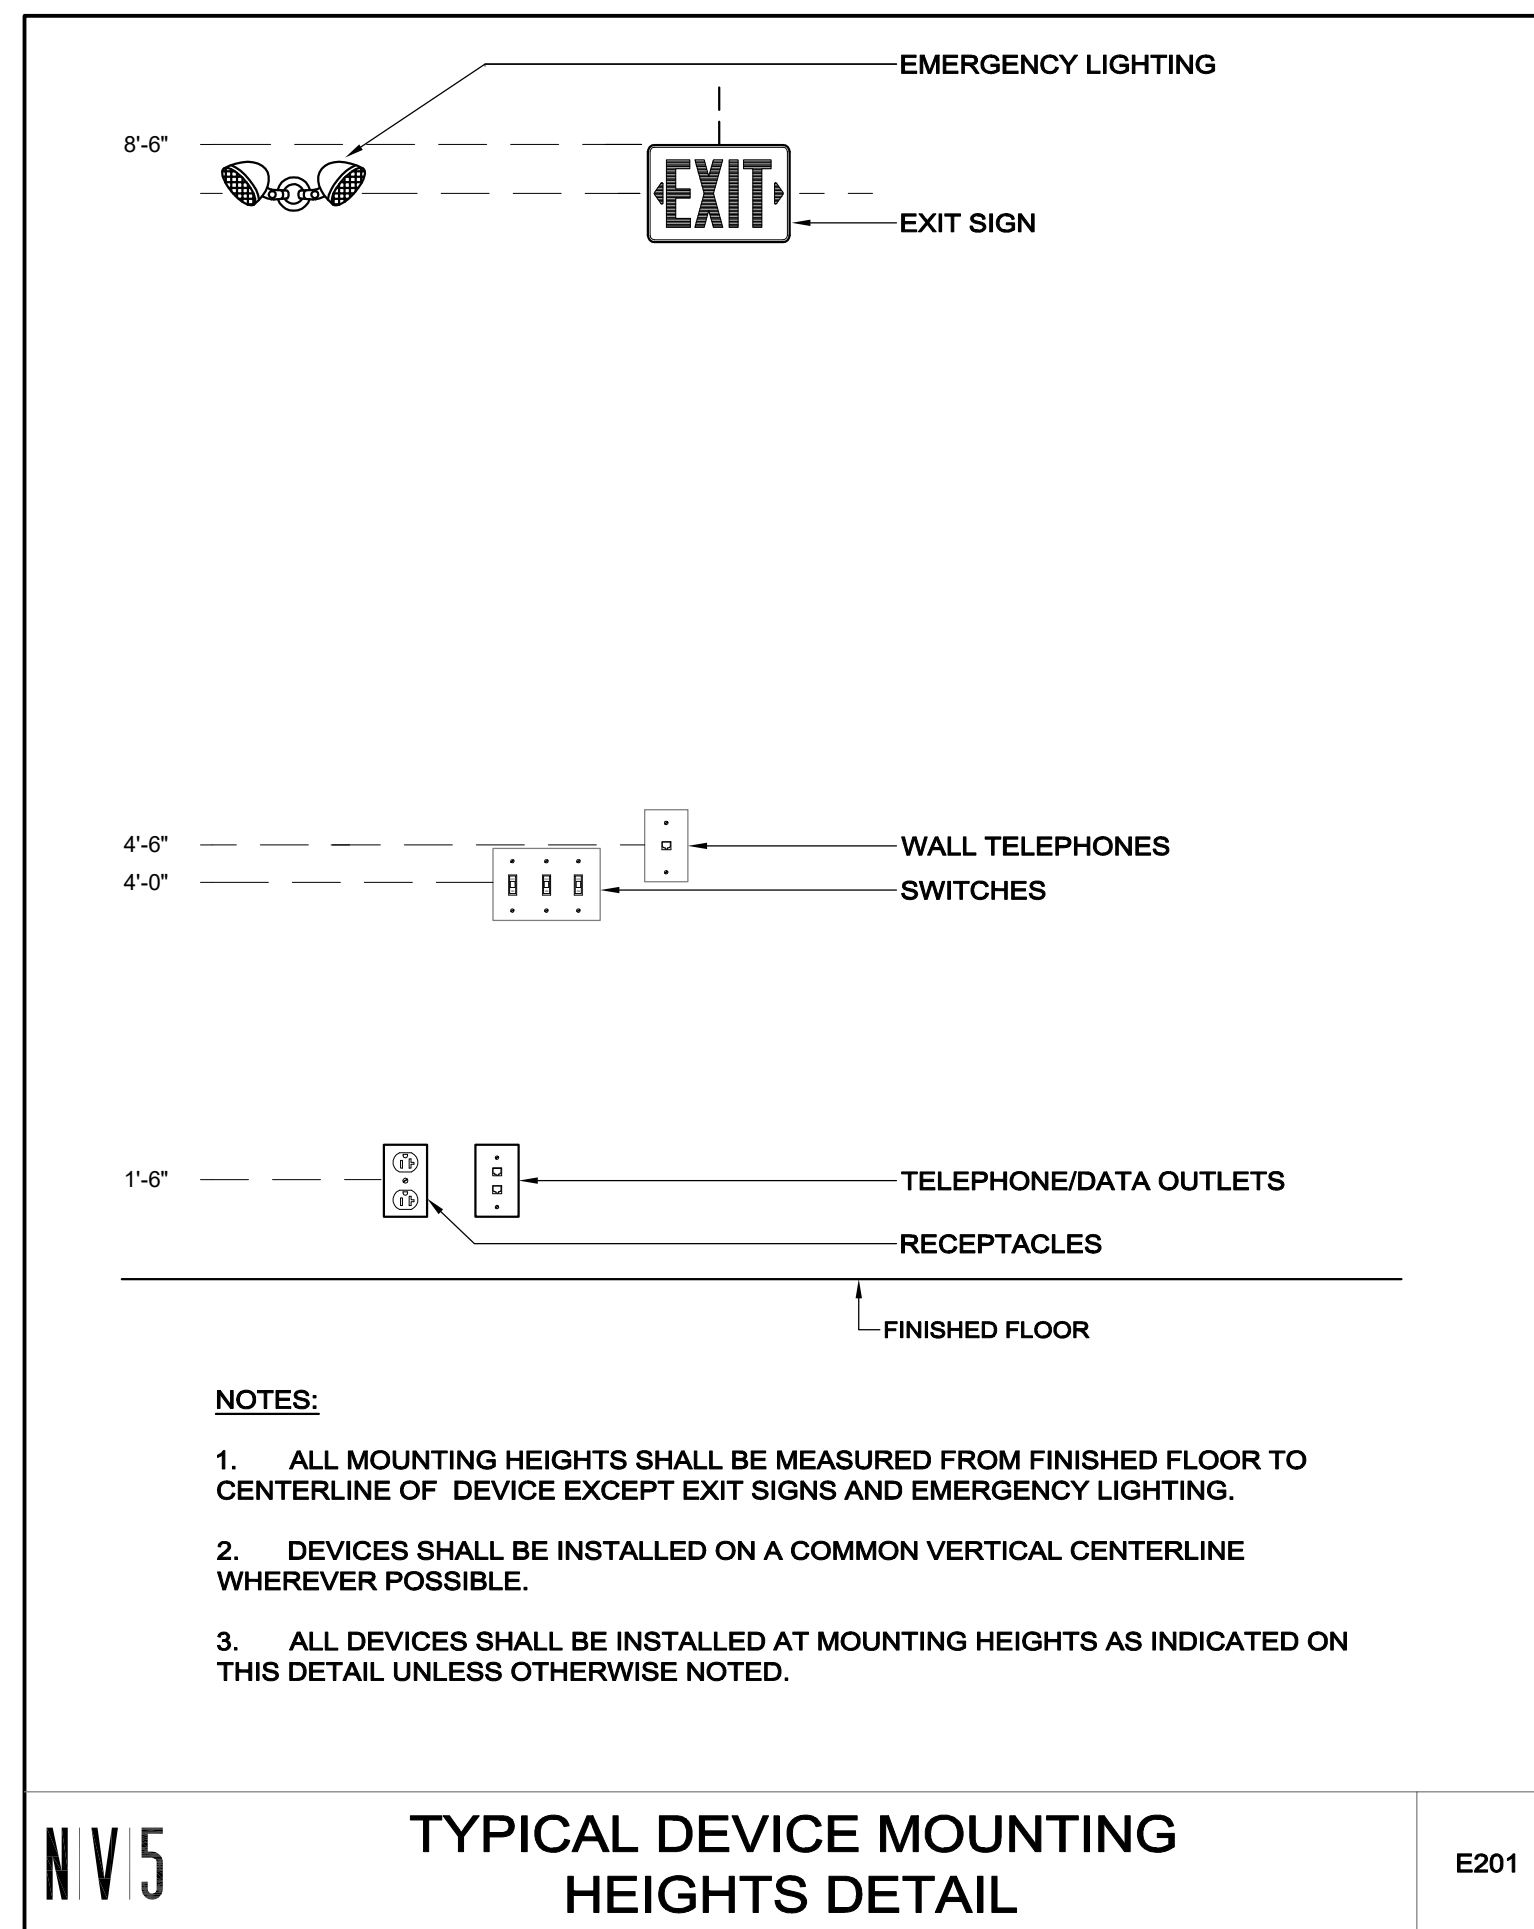 EMERGENCY LIGHTING
8'-6"
EXIT
EXIT SIGN
4'-6"
WALL TELEPHONES
4'-0"
SWITCHES
1'-6"
TELEPHONE/DATA OUTLETS
RECEPTACLES
FINISHED FLOOR
NOTES:
1. ALL MOUNTING HEIGHTS SHALL BE MEASURED FROM FINISHED FLOOR TO
CENTERLINE OF DEVICE EXCEPT EXIT SIGNS AND EMERGENCY LIGHTING.
2. DEVICES SHALL BE INSTALLED ON A COMMON VERTICAL CENTERLINE
WHEREVER POSSIBLE.
3. ALL DEVICES SHALL BE INSTALLED AT MOUNTING HEIGHTS AS INDICATED ON
THIS DETAIL UNLESS OTHERWISE NOTED.
N|V|5
TYPICAL DEVICE MOUNTING
HEIGHTS DETAIL
E201